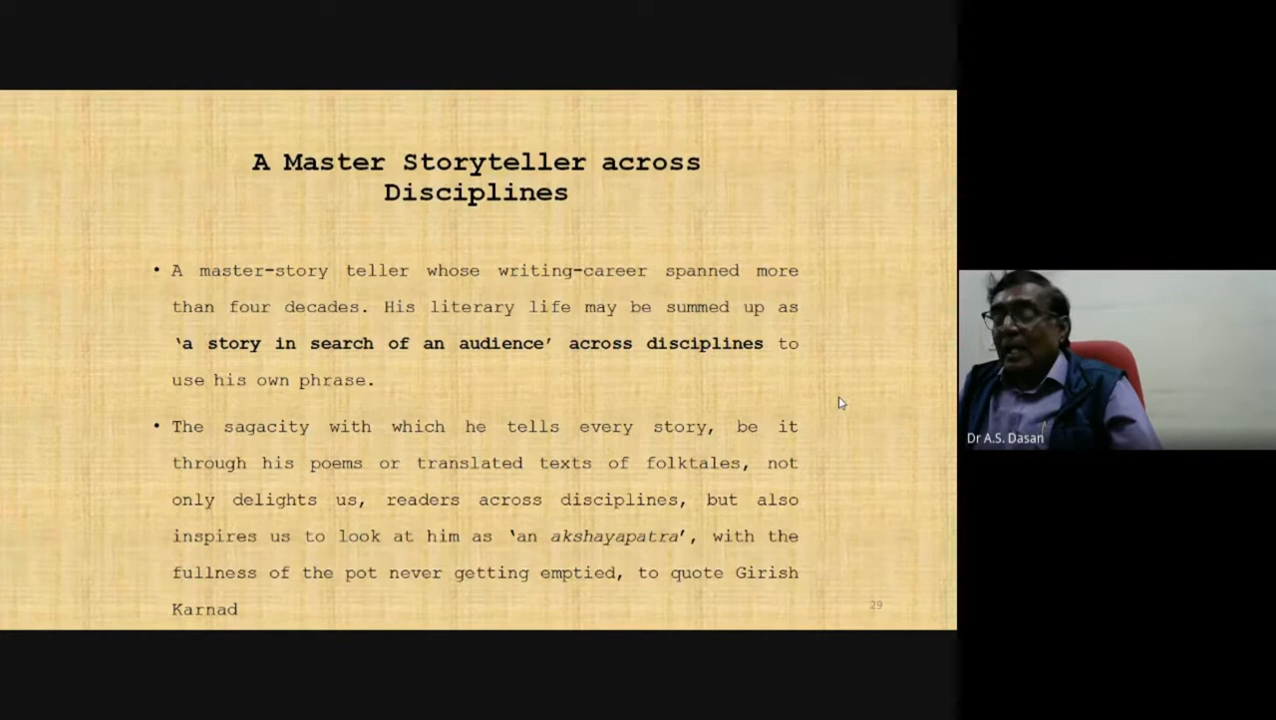 A Master Storyteller across
Disciplines
• A master-story teller whose writing-career spanned more
than four decades. His literary life may be summed up as
‘a story in search of an audience’ across disciplines to
use his own phrase.
• The sagacity with which he tells every story, be it
through his poems or translated texts of folktales, not
only delights us, readers across disciplines, but also
inspires us to look at him as ‘an akshayapatra’, with the
fullness of the pot never getting emptied, to quote Girish
Karnad
29
Dr A.S. Dasan